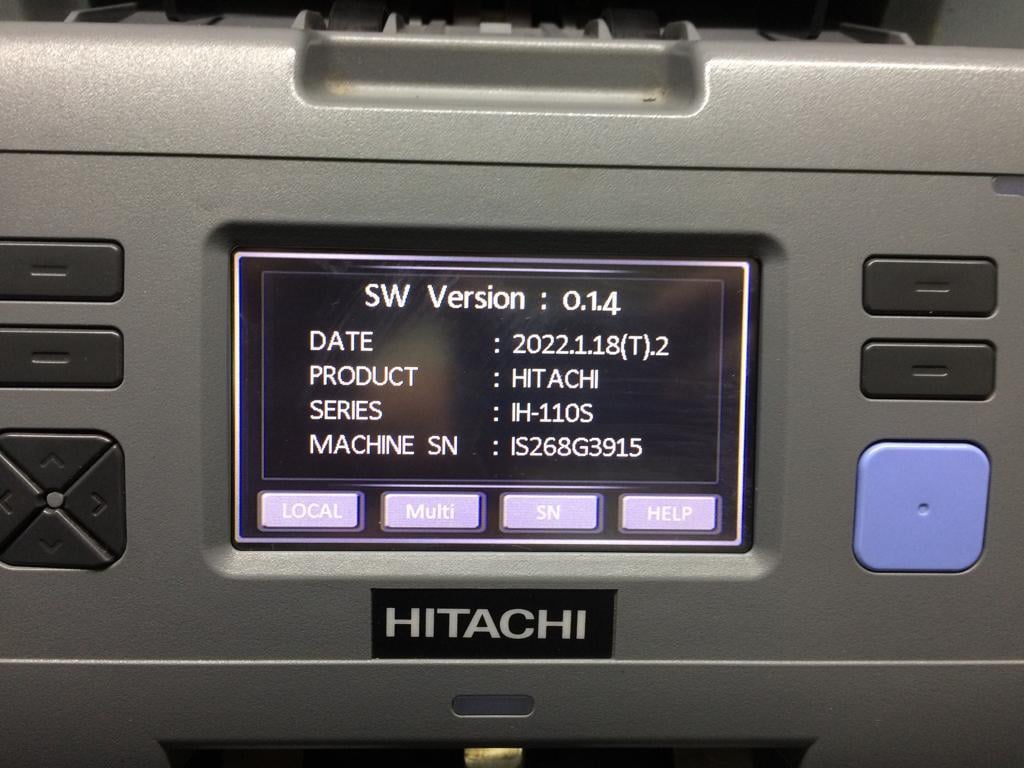 SW Version : 0.1.4
DATE : 2022.1.18(T).2
PRODUCT : HITACHI
SERIES : IH-110S
MACHINE SN : IS268G3915
LOCAL Multi SN HELP
HITACHI